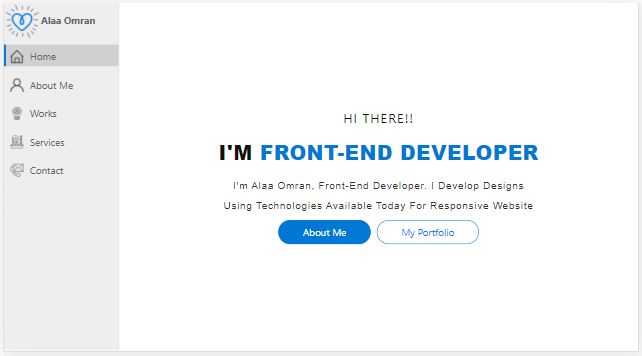 Alaa Omran
Home
About Me
Works
Services
Contact
HI THERE!!
I'M FRONT-END DEVELOPER
I'm Alaa Omran, Front-End Developer. I Develop Designs
Using Technologies Available Today For Responsive Website
About Me
My Portfolio